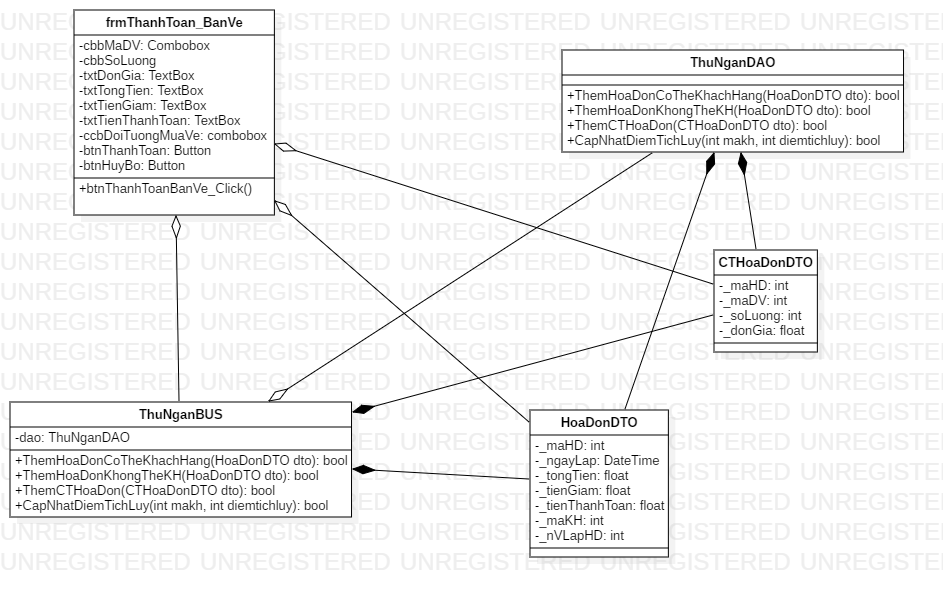 frmThanhToan_BanVe
-cbbMaDV: Combobox
-cbbSoLuong
-txtDonGia: TextBox
-txtTongTien: TextBox
-txtTienGiam: TextBox
-txtTienThanhToan: TextBox
-ccbDoiTuongMuaVe: combobox
-btnThanhToan: Button
-btnHuyBo: Button
+btnThanhToanBanVe_Click()
ThuNganDAO
+ThemHoaDonCoTheKhachHang(HoaDonDTO dto): bool
+ThemHoaDonKhongTheKH(HoaDonDTO dto): bool
+ThemCTHoaDon(CTHoaDonDTO dto): bool
+CapNhatDiemTichLuy(int makh, int diemtichluy): bool
CTHoaDonDTO
-_maHD: int
-_maDV: int
-_soLuong: int
-_donGia: float
ThuNganBUS
-dao: ThuNganDAO
+ThemHoaDonCoTheKhachHang(HoaDonDTO dto): bool
+ThemHoaDonKhongTheKH(HoaDonDTO dto): bool
+ThemCTHoaDon(CTHoaDonDTO dto): bool
+CapNhatDiemTichLuy(int makh, int diemtichluy): bool
HoaDonDTO
-_maHD: int
-_ngayLap: DateTime
-_tongTien: float
-_tienGiam: float
-_tienThanhToan: float
-_maKH: int
-_nVLapHD: int
UNREGISTERED